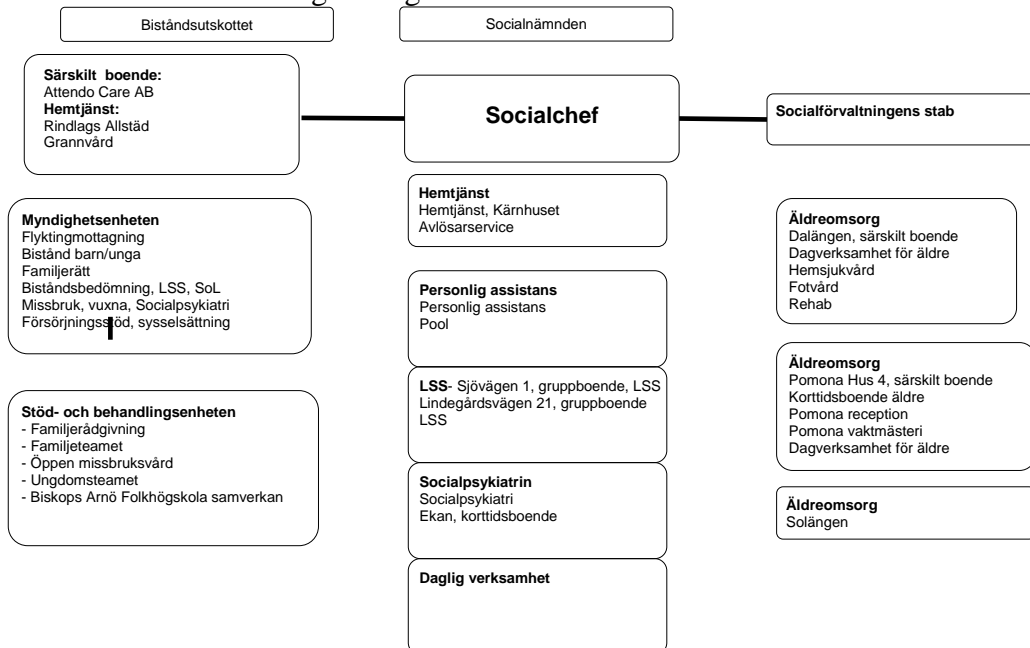 Biståndsutskottet
Socialnämnden
Särskilt boende:
Attendo Care AB
Hemtjänst:
Rindlags Allstäd
Grannvård
Socialchef
Socialförvaltningens stab
Myndighetsenheten
Flyktingmottagning
Bistånd barn/unga
Familjerätt
Biståndsbedömning, LSS, SoL
Missbruk, vuxna, Socialpsykiatri
Försörjningsstöd, sysselsättning
Stöd- och behandlingsenheten
- Familjerådgivning
- Familjeteamet
- Öppen missbruksvård
- Ungdomsteamet
- Biskops Arnö Folkhögskola samverkan
Hemtjänst
Hemtjänst, Kärnhuset
Avlösarservice
Personlig assistans
Personlig assistans
Pool
LSS- Sjövägen 1, gruppboende, LSS
Lindegårdsvägen 21, gruppboende
LSS
Socialpsykiatrin
Socialpsykiatri
Ekan, korttidsboende
Daglig verksamhet
Äldreomsorg
Dalängen, särskilt boende
Dagverksamhet för äldre
Hemsjukvård
Fotvård
Rehab
Äldreomsorg
Pomona Hus 4, särskilt boende
Korttidsboende äldre
Pomona reception
Pomona vaktmästeri
Dagverksamhet för äldre
Äldreomsorg
Solängen